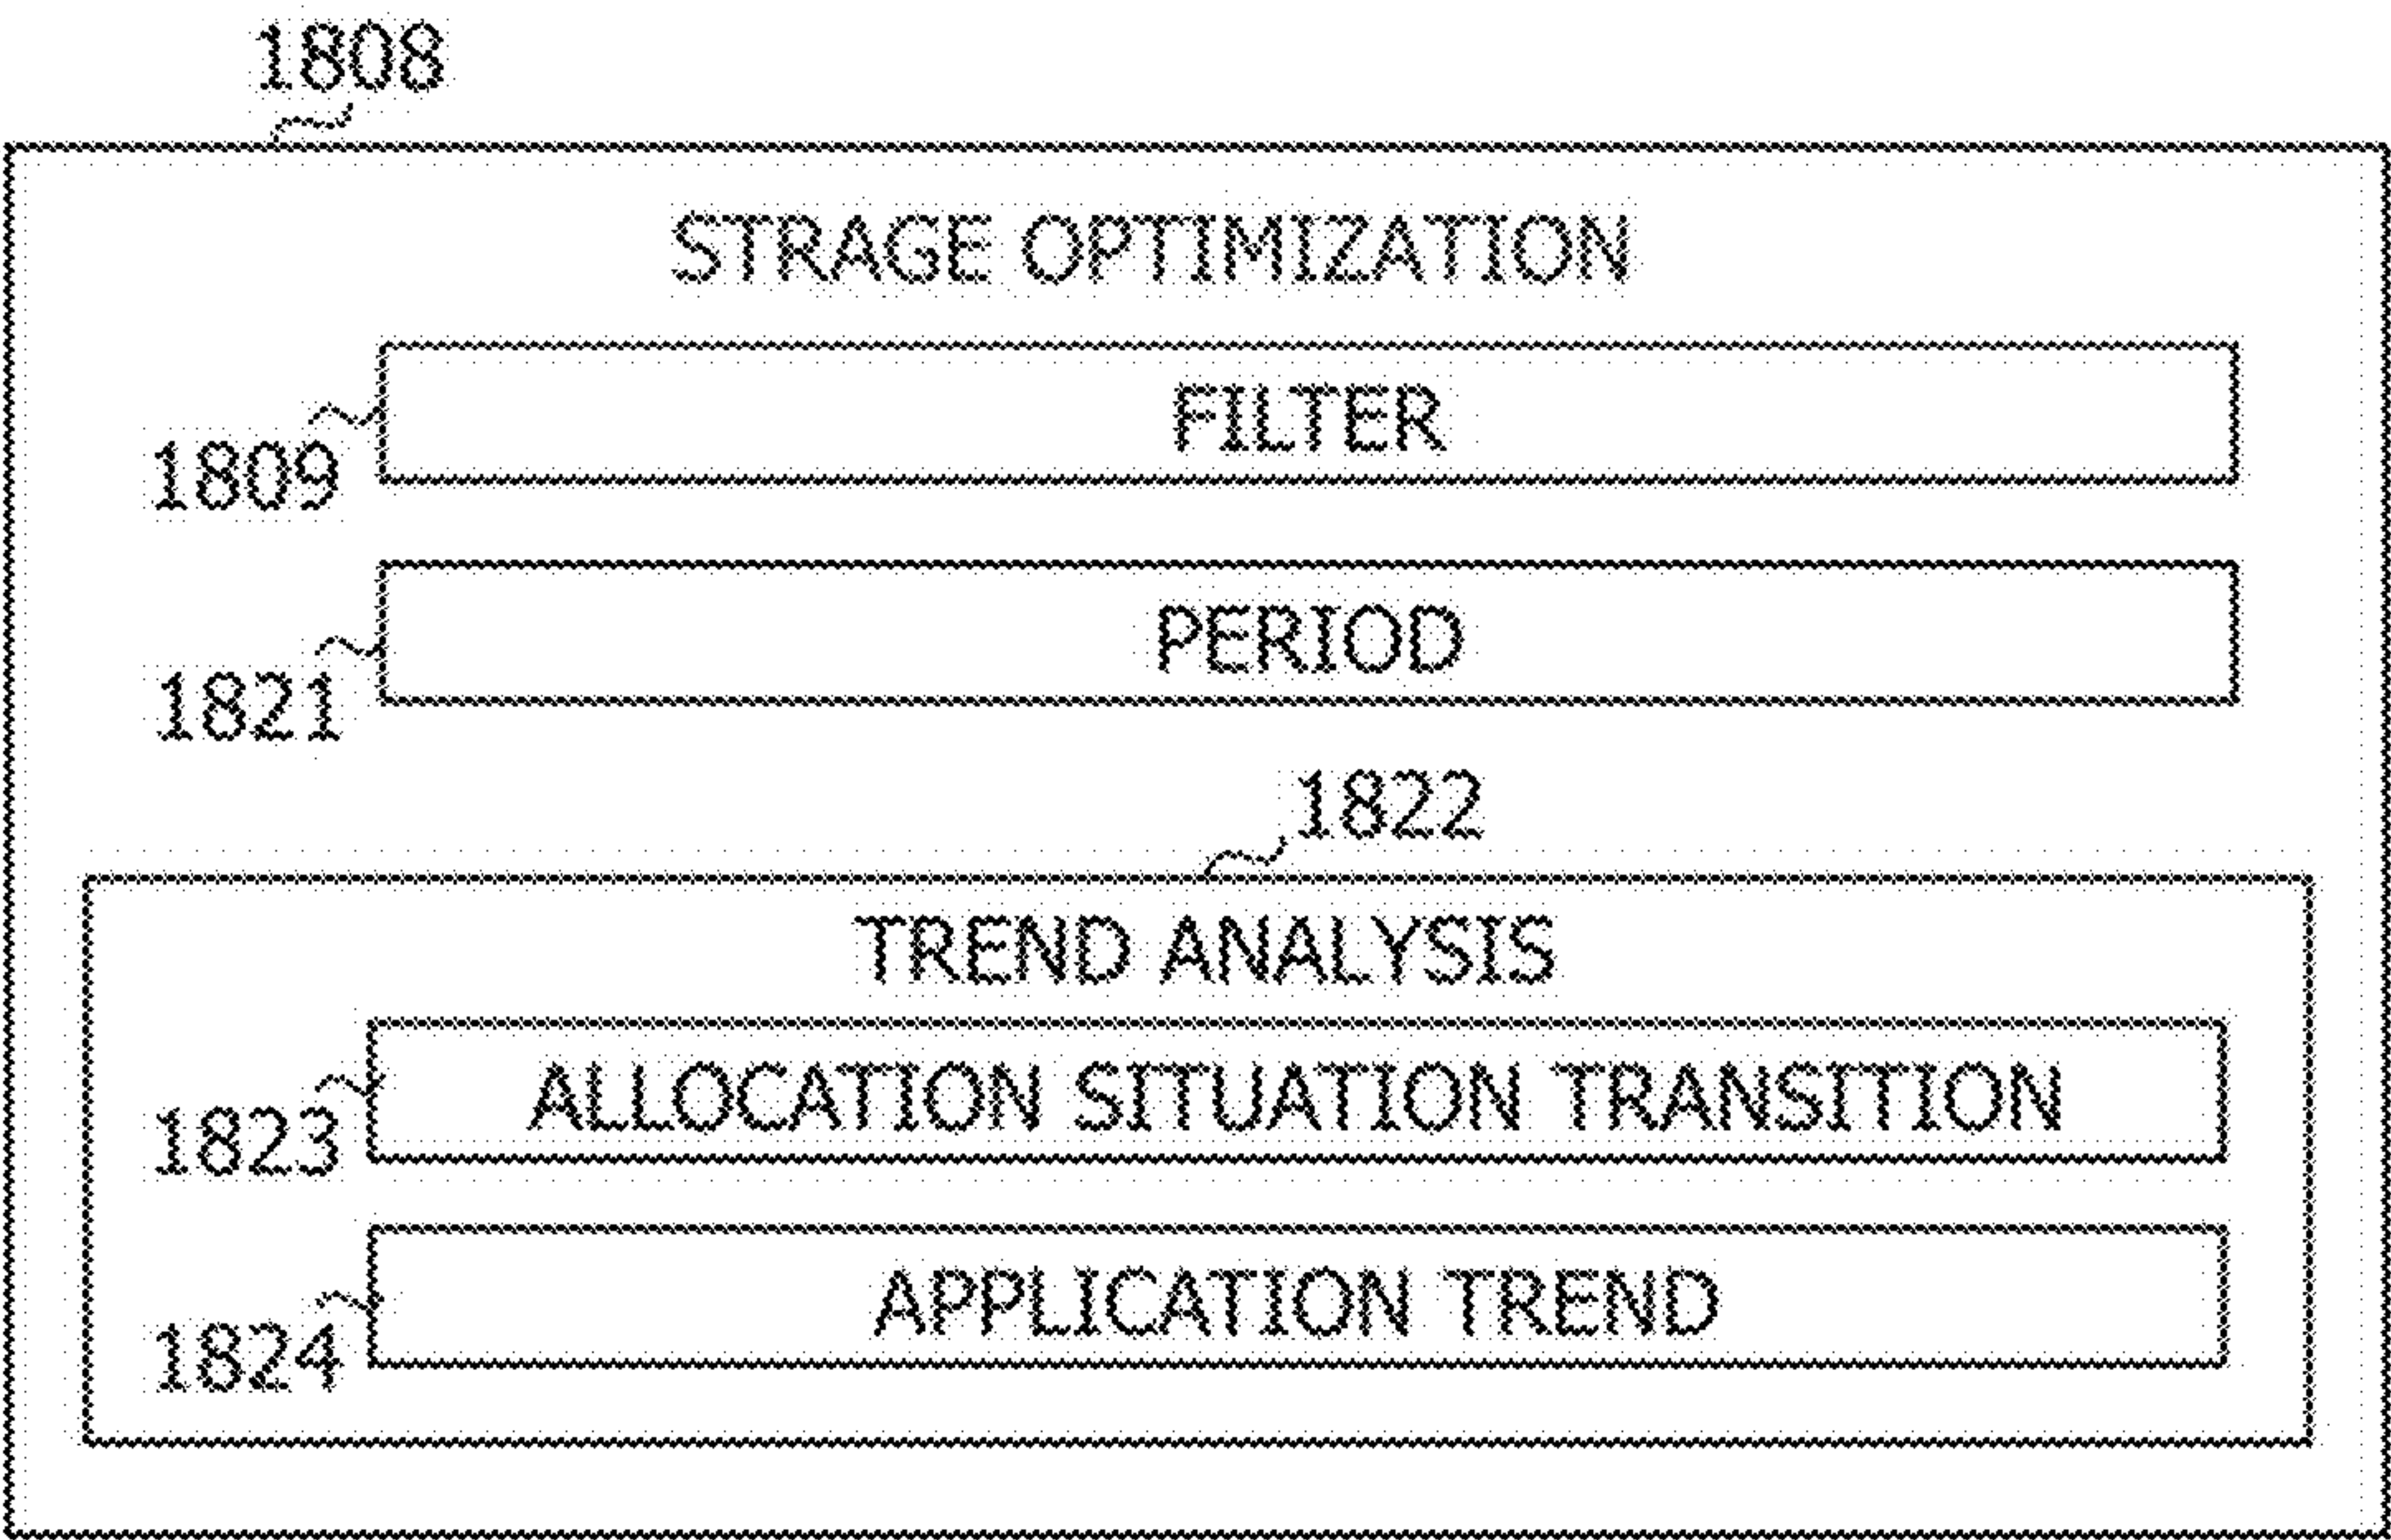 1808
STRAGE OPTIMIZATION
FILTER
1809
PERIOD
1821
1822
TREND ANALYSIS
ALLOCATION SITUATION TRANSITION
1823
APPLICATION TREND
1824